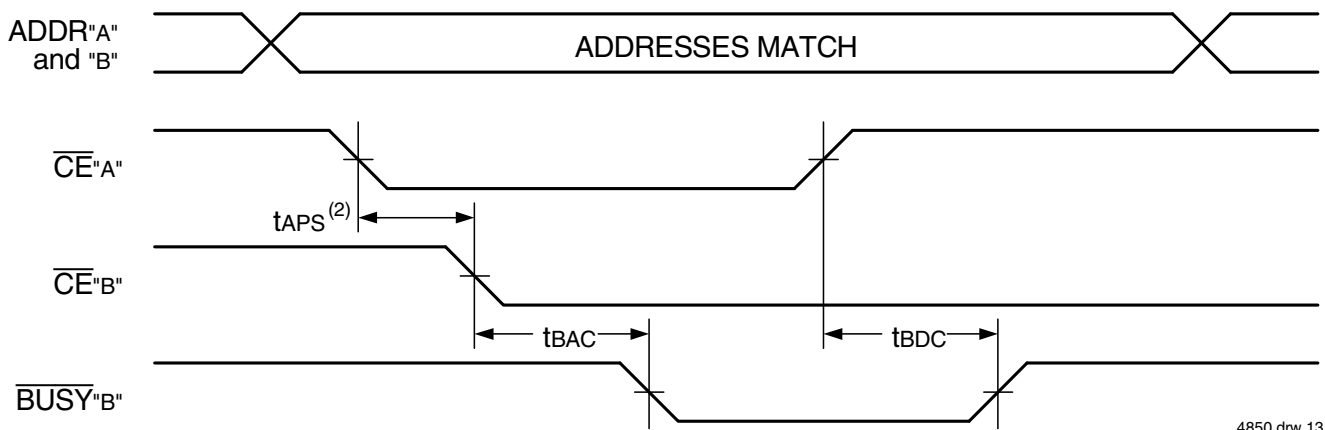 ADDR"A"
and "B"
ADDRESSES MATCH
CE"A"
tAPS (2)
CE"B"
tBAC
tBDC
BUSY"B"
4850 drw 13